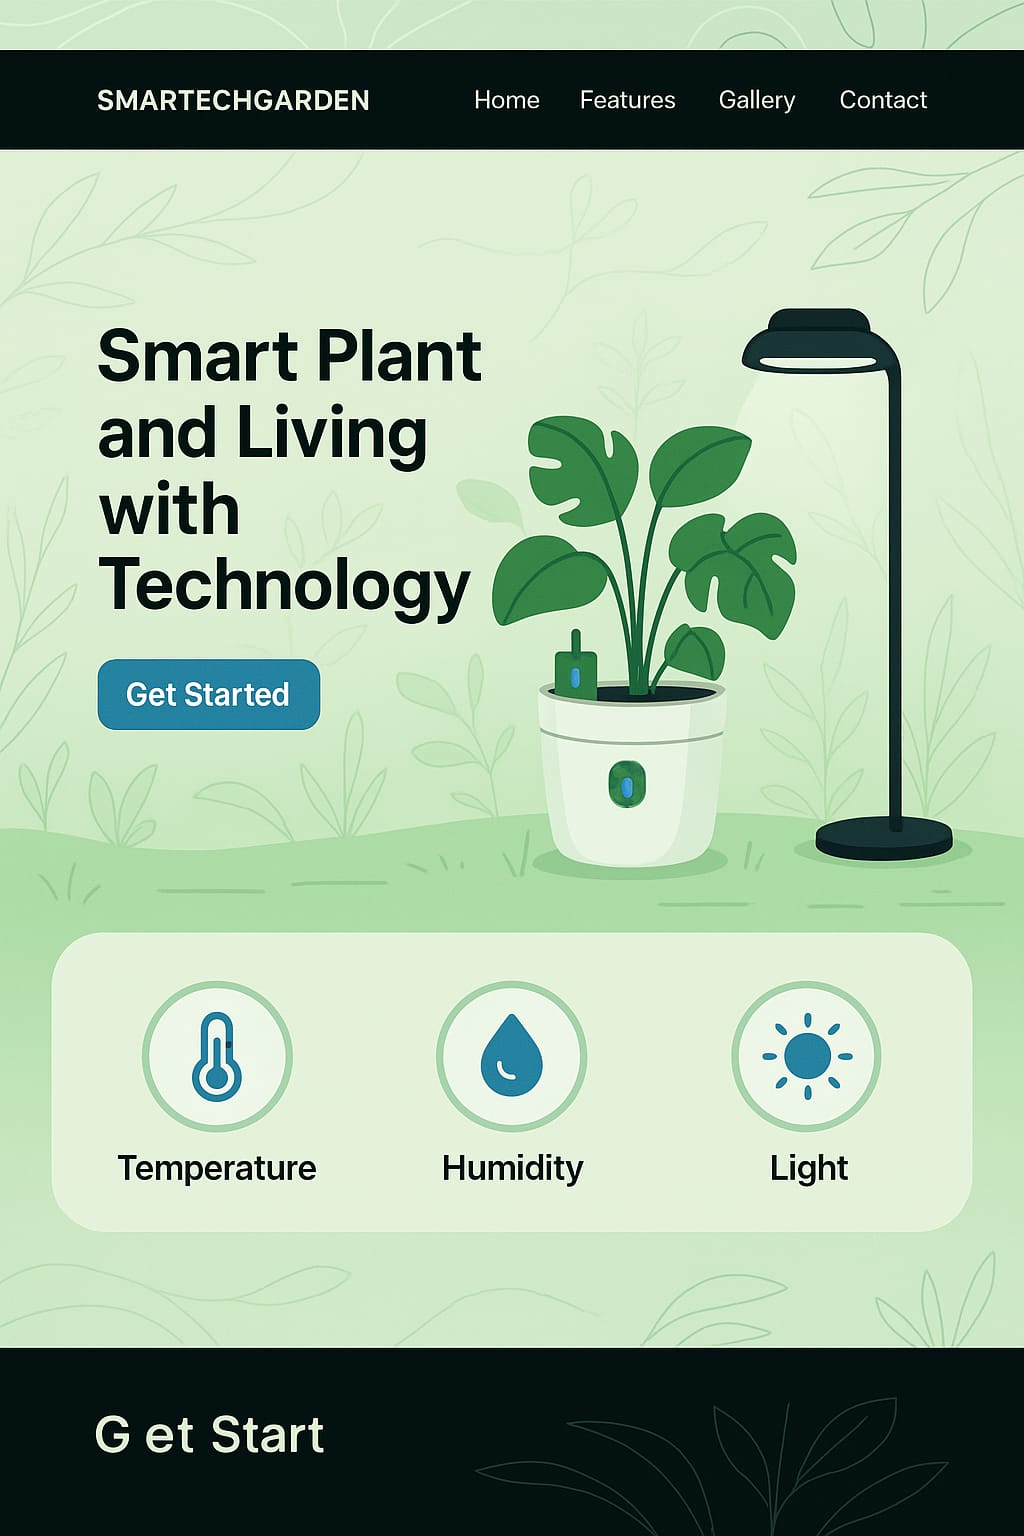 SMARTECHGARDEN Home Features Gallery Contact
Smart Plant
and Living
with
Technology
Get Started
Temperature Humidity Light
G et Start